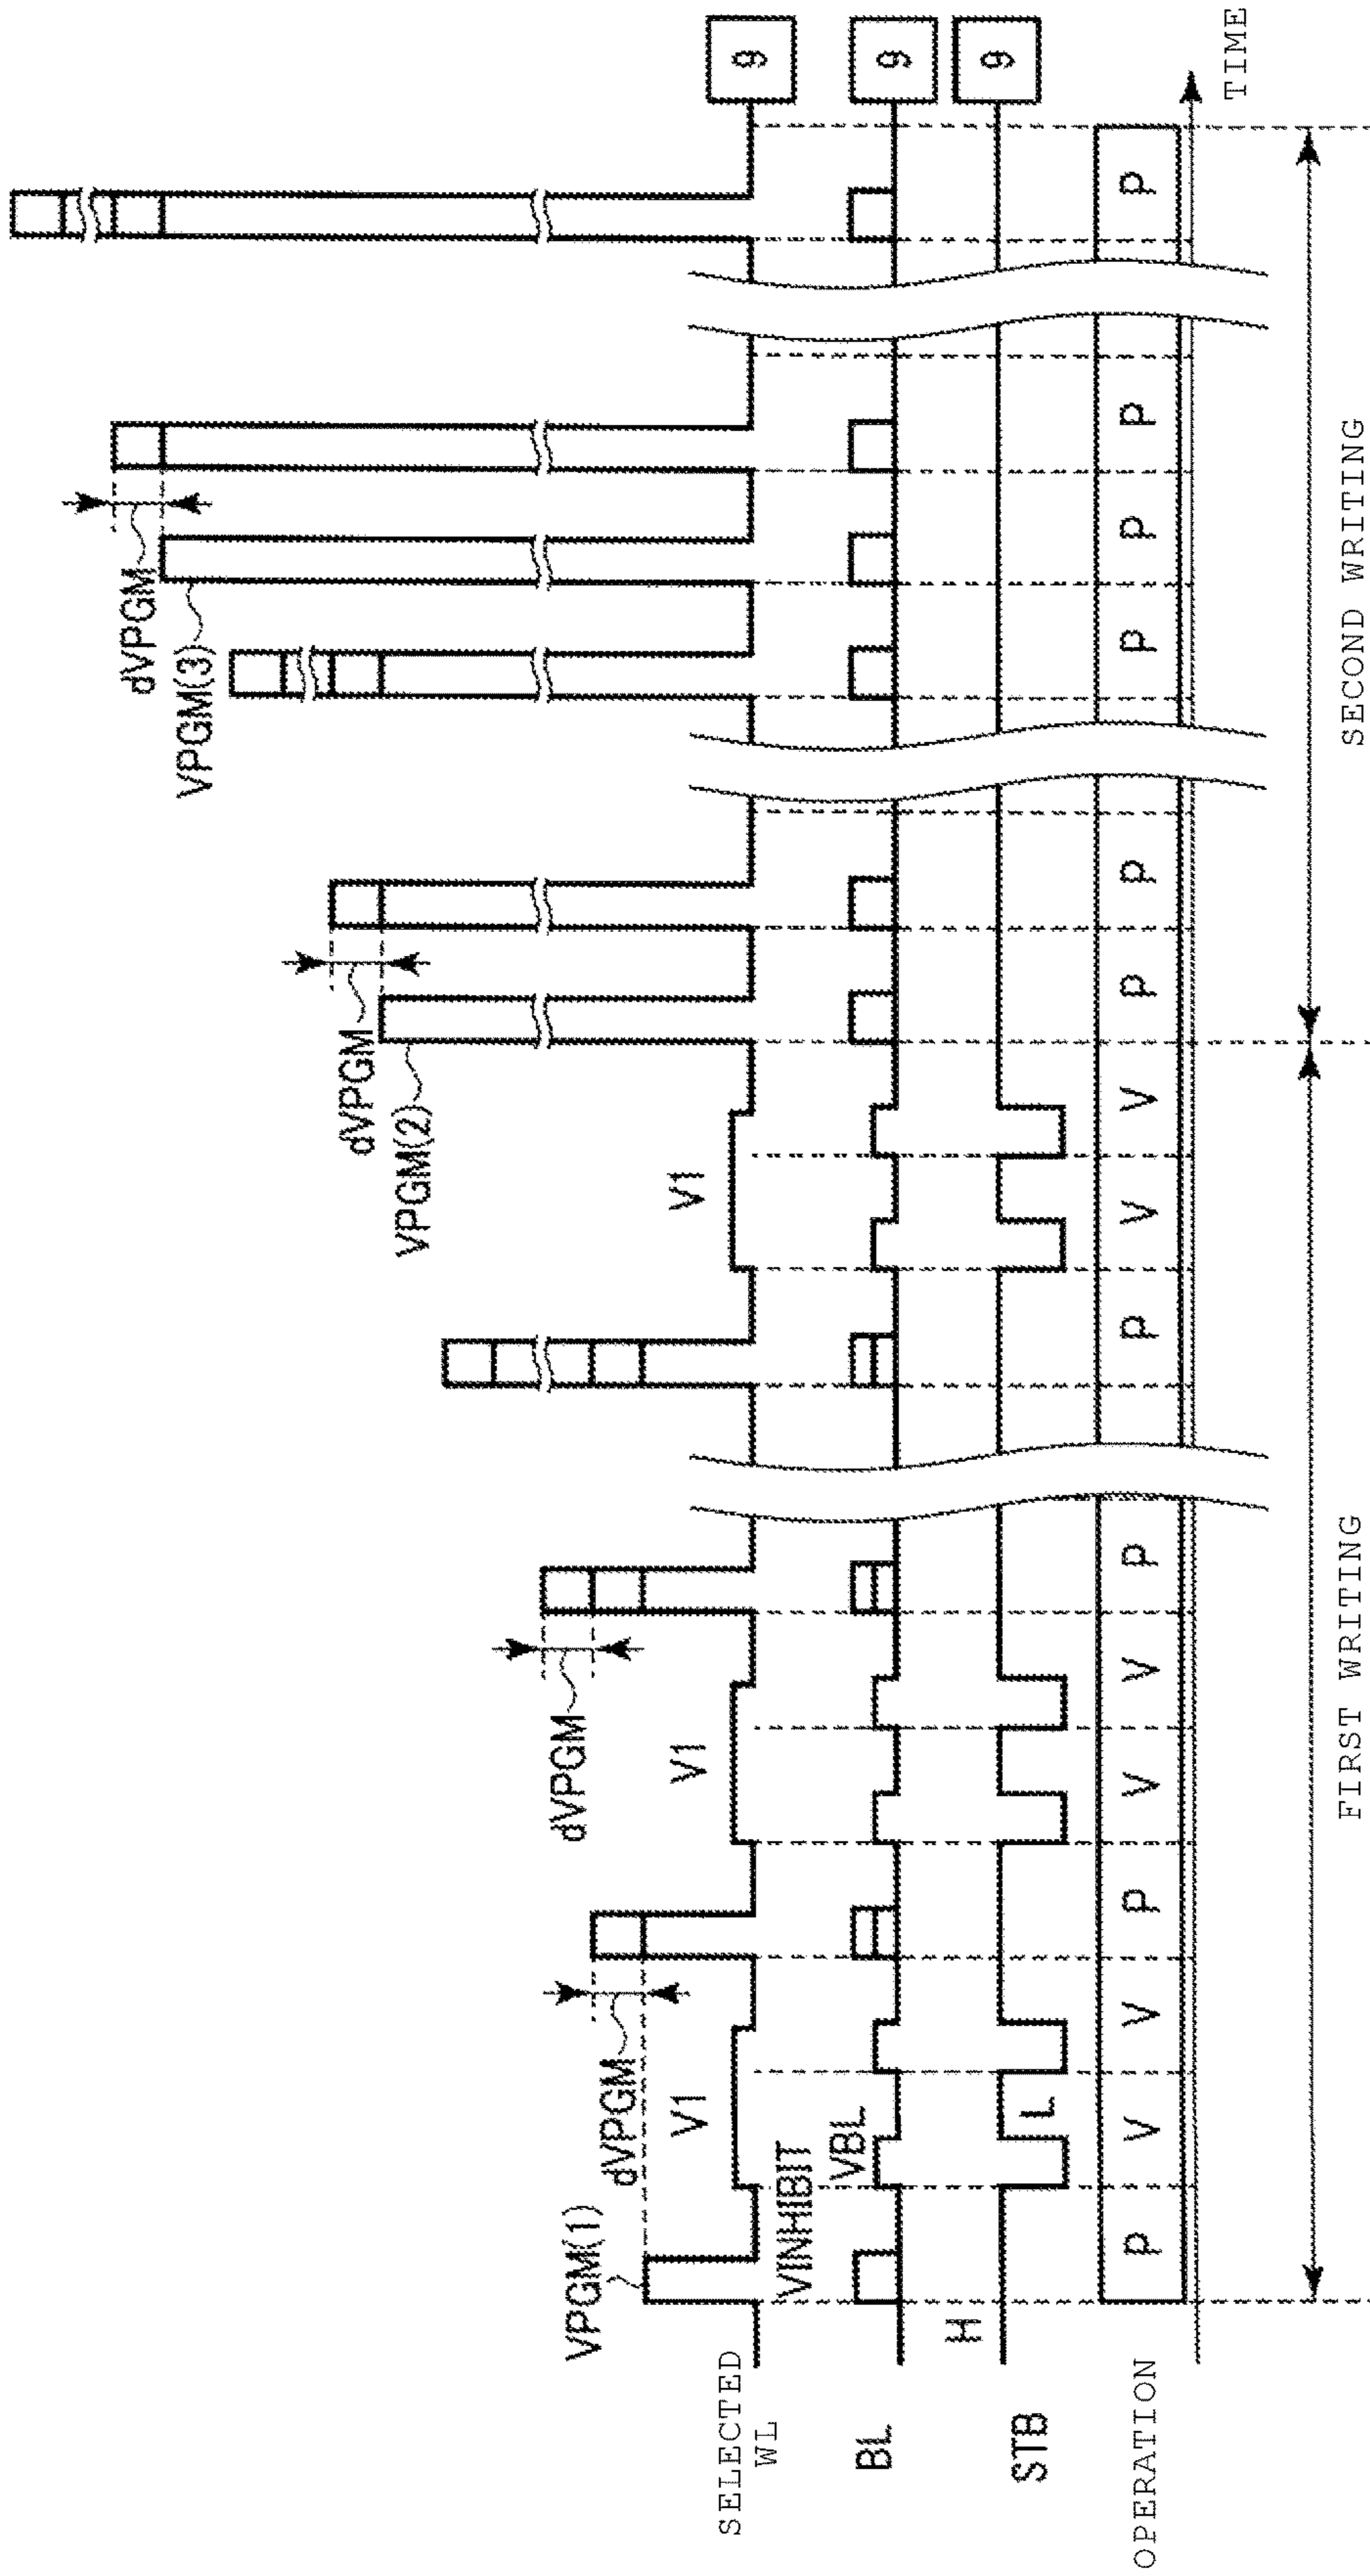 dVPGM
VPGM(3)
dVPGM
VPGM(2)
dVPGM
VPGM(1)
dVPGM
V1 V1 V1
SELECTED
WL
9
VINHIBIT
VBL
BL
9
H
L
STB
9
OPERATION P V V P V V P P V V P P P P P P
TIME
FIRST WRITING SECOND WRITING